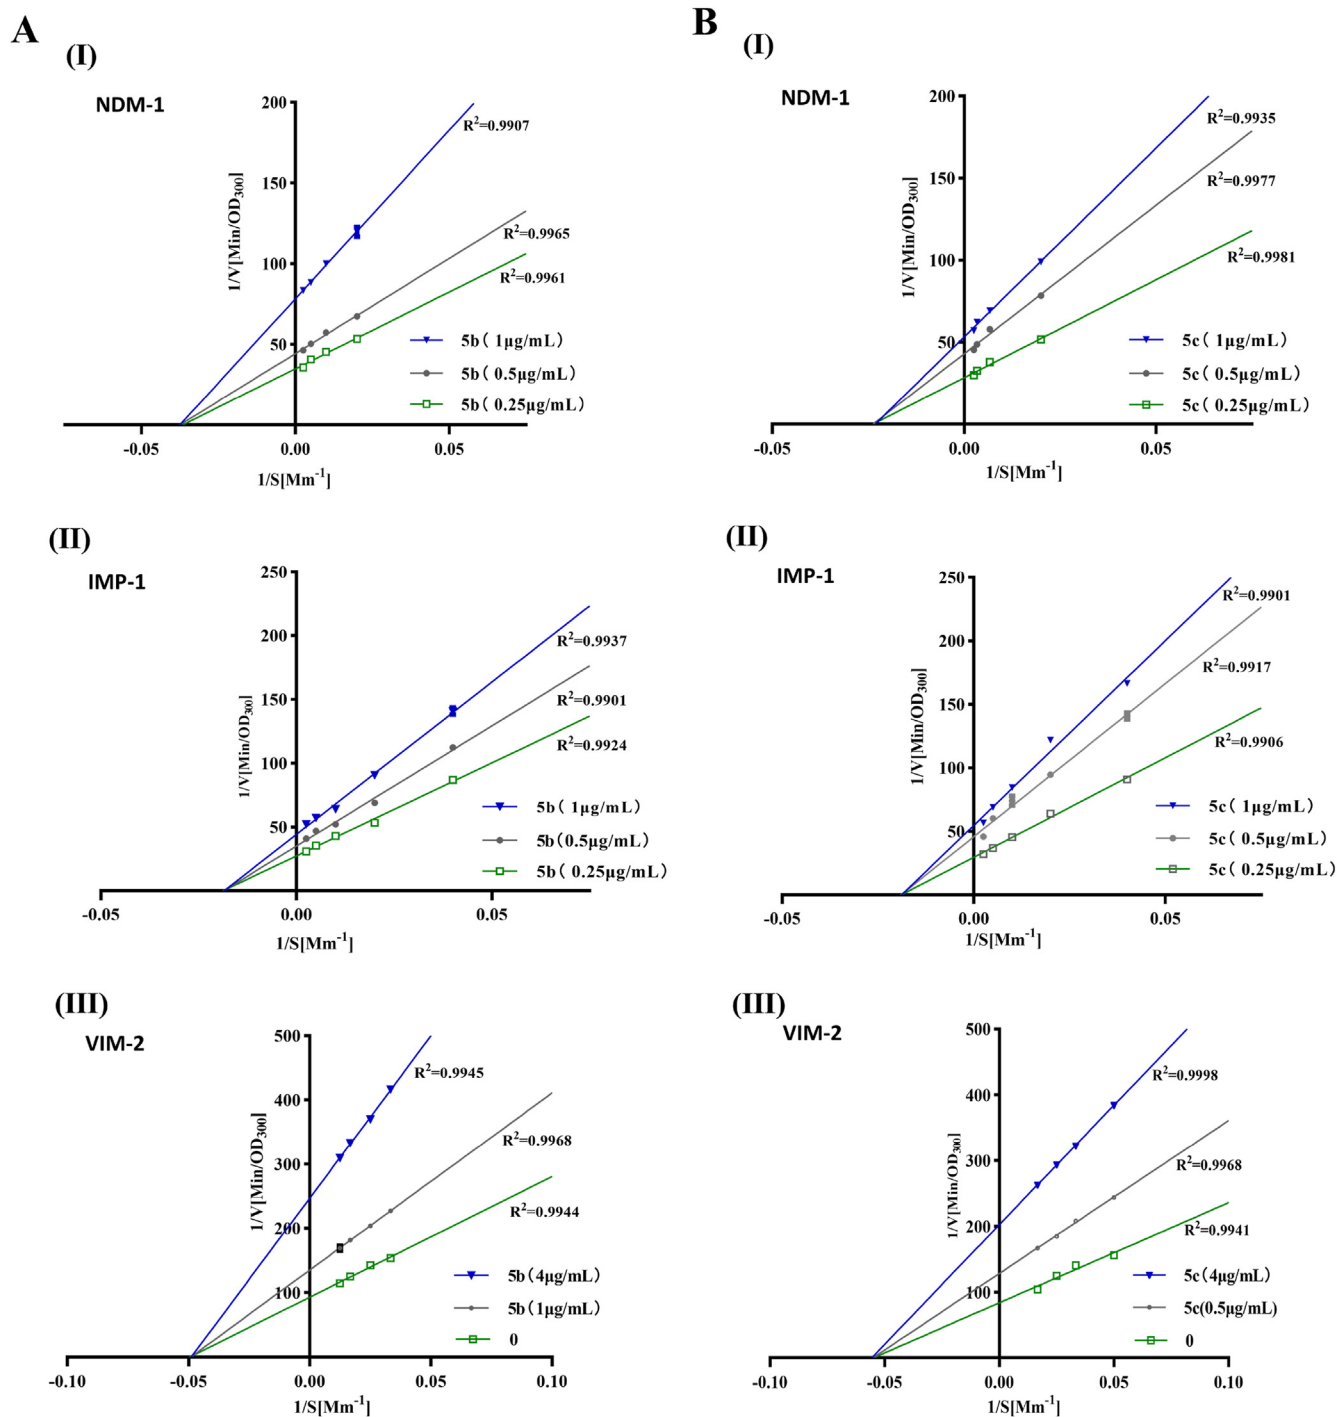 A
(I)
NDM-1
1/V[Min/OD300]
200
150
100
50
-0.05
0.00
0.05
1/S[Mm-1]
R2=0.9907
R2=0.9965
R2=0.9961
5b( 1μg/mL)
5b( 0.5μg/mL)
5b( 0.25μg/mL)
(II)
IMP-1
1/V[Min/OD300]
250
200
150
100
50
-0.05
0.00
0.05
1/S[Mm-1]
R2=0.9937
R2=0.9901
R2=0.9924
5b( 1μg/mL)
5b(0.5μg/mL)
5b( 0.25μg/mL)
(III)
VIM-2
1/V[Min/OD300]
500
400
300
200
100
-0.10
-0.05
0.00
0.05
0.10
1/S[Mm-1]
R2=0.9945
R2=0.9968
R2=0.9944
5b(4μg/mL)
5b(1μg/mL)
0
B
(I)
NDM-1
1/V[Min/OD300]
200
150
100
50
-0.05
0.00
0.05
1/S[Mm-1]
R2=0.9935
R2=0.9977
R2=0.9981
5c( 1μg/mL)
5c( 0.5μg/mL)
5c( 0.25μg/mL)
(II)
IMP-1
1/V[Min/OD300]
250
200
150
100
50
-0.05
0.00
0.05
1/S[Mm-1]
R2=0.9901
R2=0.9917
R2=0.9906
5c( 1μg/mL)
5c( 0.5μg/mL)
5c( 0.25μg/mL)
(III)
VIM-2
1/V[Min/OD300]
500
400
300
200
100
-0.10
-0.05
0.00
0.05
0.10
1/S[Mm-1]
R2=0.9998
R2=0.9968
R2=0.9941
5c(4μg/mL)
5c(0.5μg/mL)
0